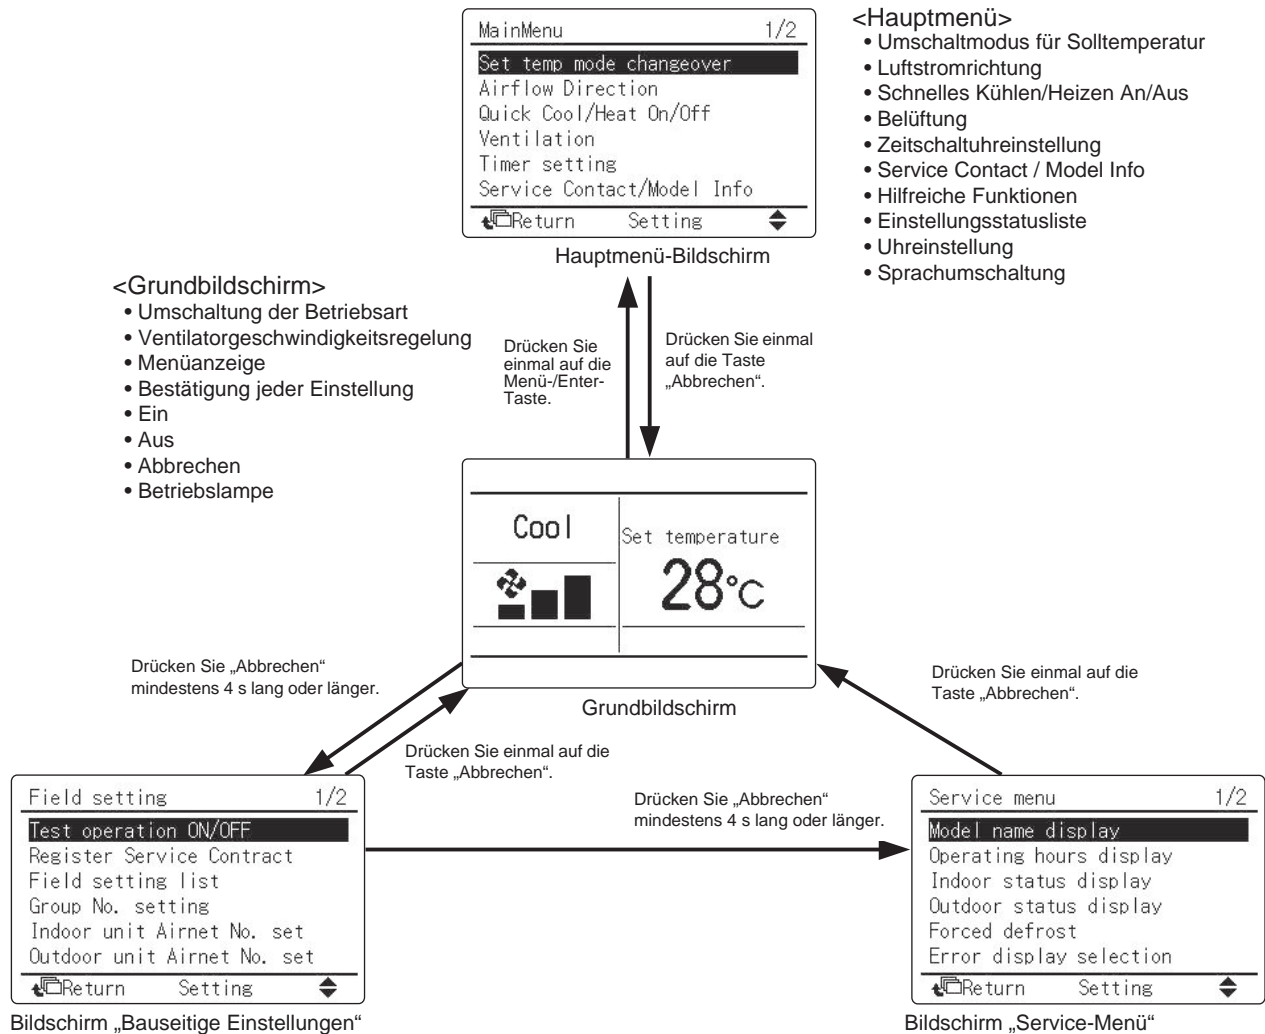 MainMenu 1/2
Set temp mode changeover
Airflow Direction
Quick Cool/Heat On/Off
Ventilation
Timer setting
Service Contact/Model Info
Return Setting
Hauptmenü-Bildschirm
<Hauptmenü>
• Umschaltmodus für Solltemperatur
• Luftstromrichtung
• Schnelles Kühlen/Heizen An/Aus
• Belüftung
• Zeitschaltuhreinstellung
• Service Contact / Model Info
• Hilfreiche Funktionen
• Einstellungsstatusliste
• Uhreinstellung
• Sprachumschaltung
<Grundbildschirm>
• Umschaltung der Betriebsart
• Ventilatorgeschwindigkeitsregelung
• Menüanzeige
• Bestätigung jeder Einstellung
• Ein
• Aus
• Abbrechen
• Betriebslampe
Drücken Sie
einmal auf die
Menü-/Enter-
Taste.
Drücken Sie einmal
auf die Taste
„Abbrechen“.
Cool
Set temperature
28°C
Grundbildschirm
Drücken Sie „Abbrechen“
mindestens 4 s lang oder länger.
Drücken Sie einmal auf die
Taste „Abbrechen“.
Drücken Sie einmal auf die
Taste „Abbrechen“.
Drücken Sie „Abbrechen“
mindestens 4 s lang oder länger.
Field setting 1/2
Test operation ON/OFF
Register Service Contract
Field setting list
Group No. setting
Indoor unit Airnet No. set
Outdoor unit Airnet No. set
Return Setting
Bildschirm „Bauseitige Einstellungen“
Service menu 1/2
Model name display
Operating hours display
Indoor status display
Outdoor status display
Forced defrost
Error display selection
Return Setting
Bildschirm „Service-Menü“